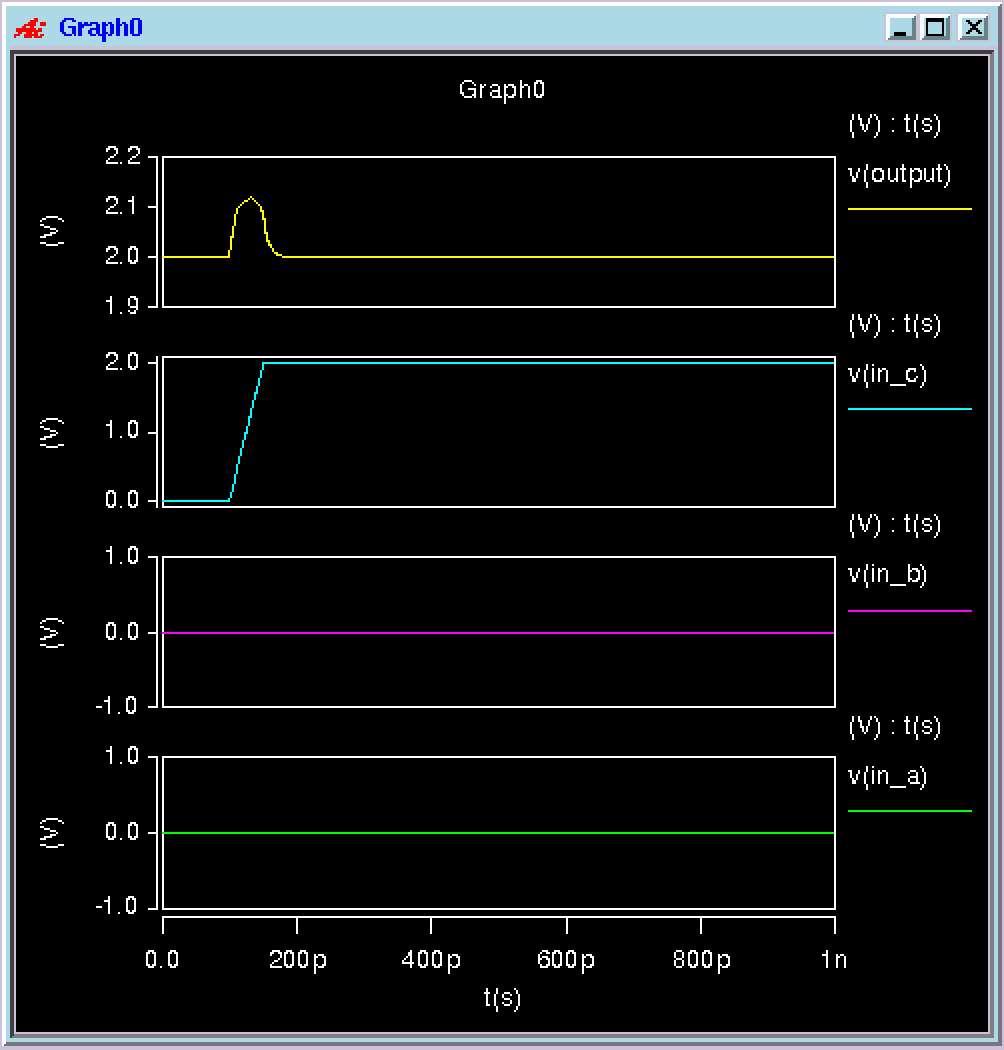 Graph0
Graph0
(V) : t(s)
v(output)
2.2
2.1
2.0
1.9
(V)
(V) : t(s)
v(in_c)
2.0
1.0
0.0
(V)
(V) : t(s)
v(in_b)
1.0
0.0
-1.0
(V)
(V) : t(s)
v(in_a)
1.0
0.0
-1.0
(V)
0.0 200p 400p 600p 800p 1n
t(s)